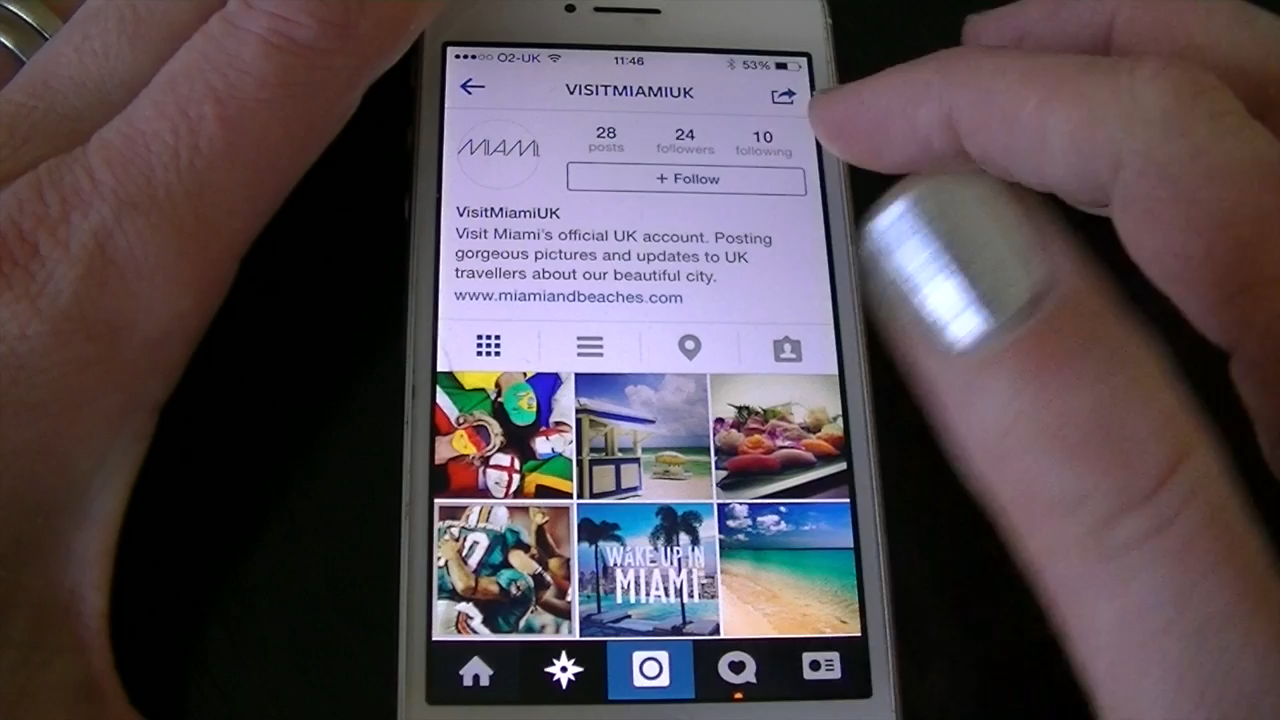 O2-UK 11:46 53%
VISITMIAMIUK
MIAMI
28 24 10
posts followers following
+ Follow
VisitMiamiUK
Visit Miami's official UK account. Posting
gorgeous pictures and updates to UK
travellers about our beautiful city.
www.miamiandbeaches.com
WAKE UP IN
MIAMI